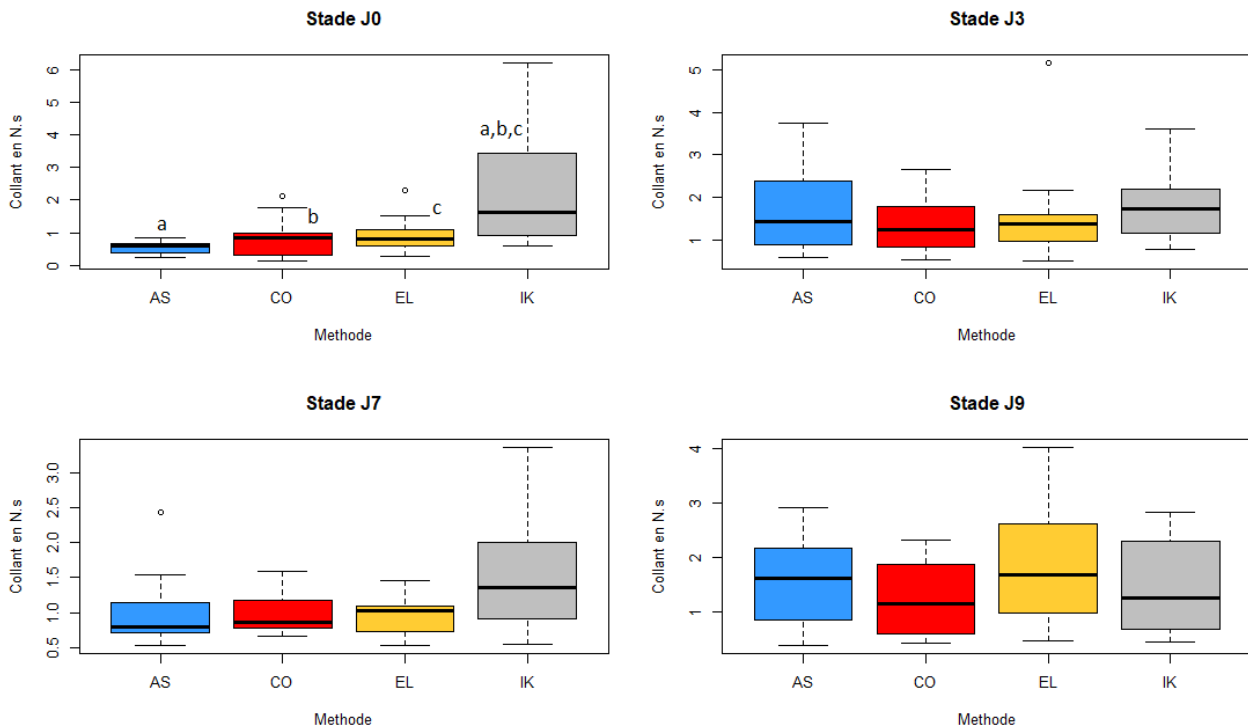 Stade J0
Collant en N.s
0 1 2 3 4 5 6
a b c a,b,c
AS CO EL IK
Methode
Stade J3
Collant en N.s
1 2 3 4 5
AS CO EL IK
Methode
Stade J7
Collant en N.s
0.5 1.0 1.5 2.0 2.5 3.0
AS CO EL IK
Methode
Stade J9
Collant en N.s
1 2 3 4
AS CO EL IK
Methode